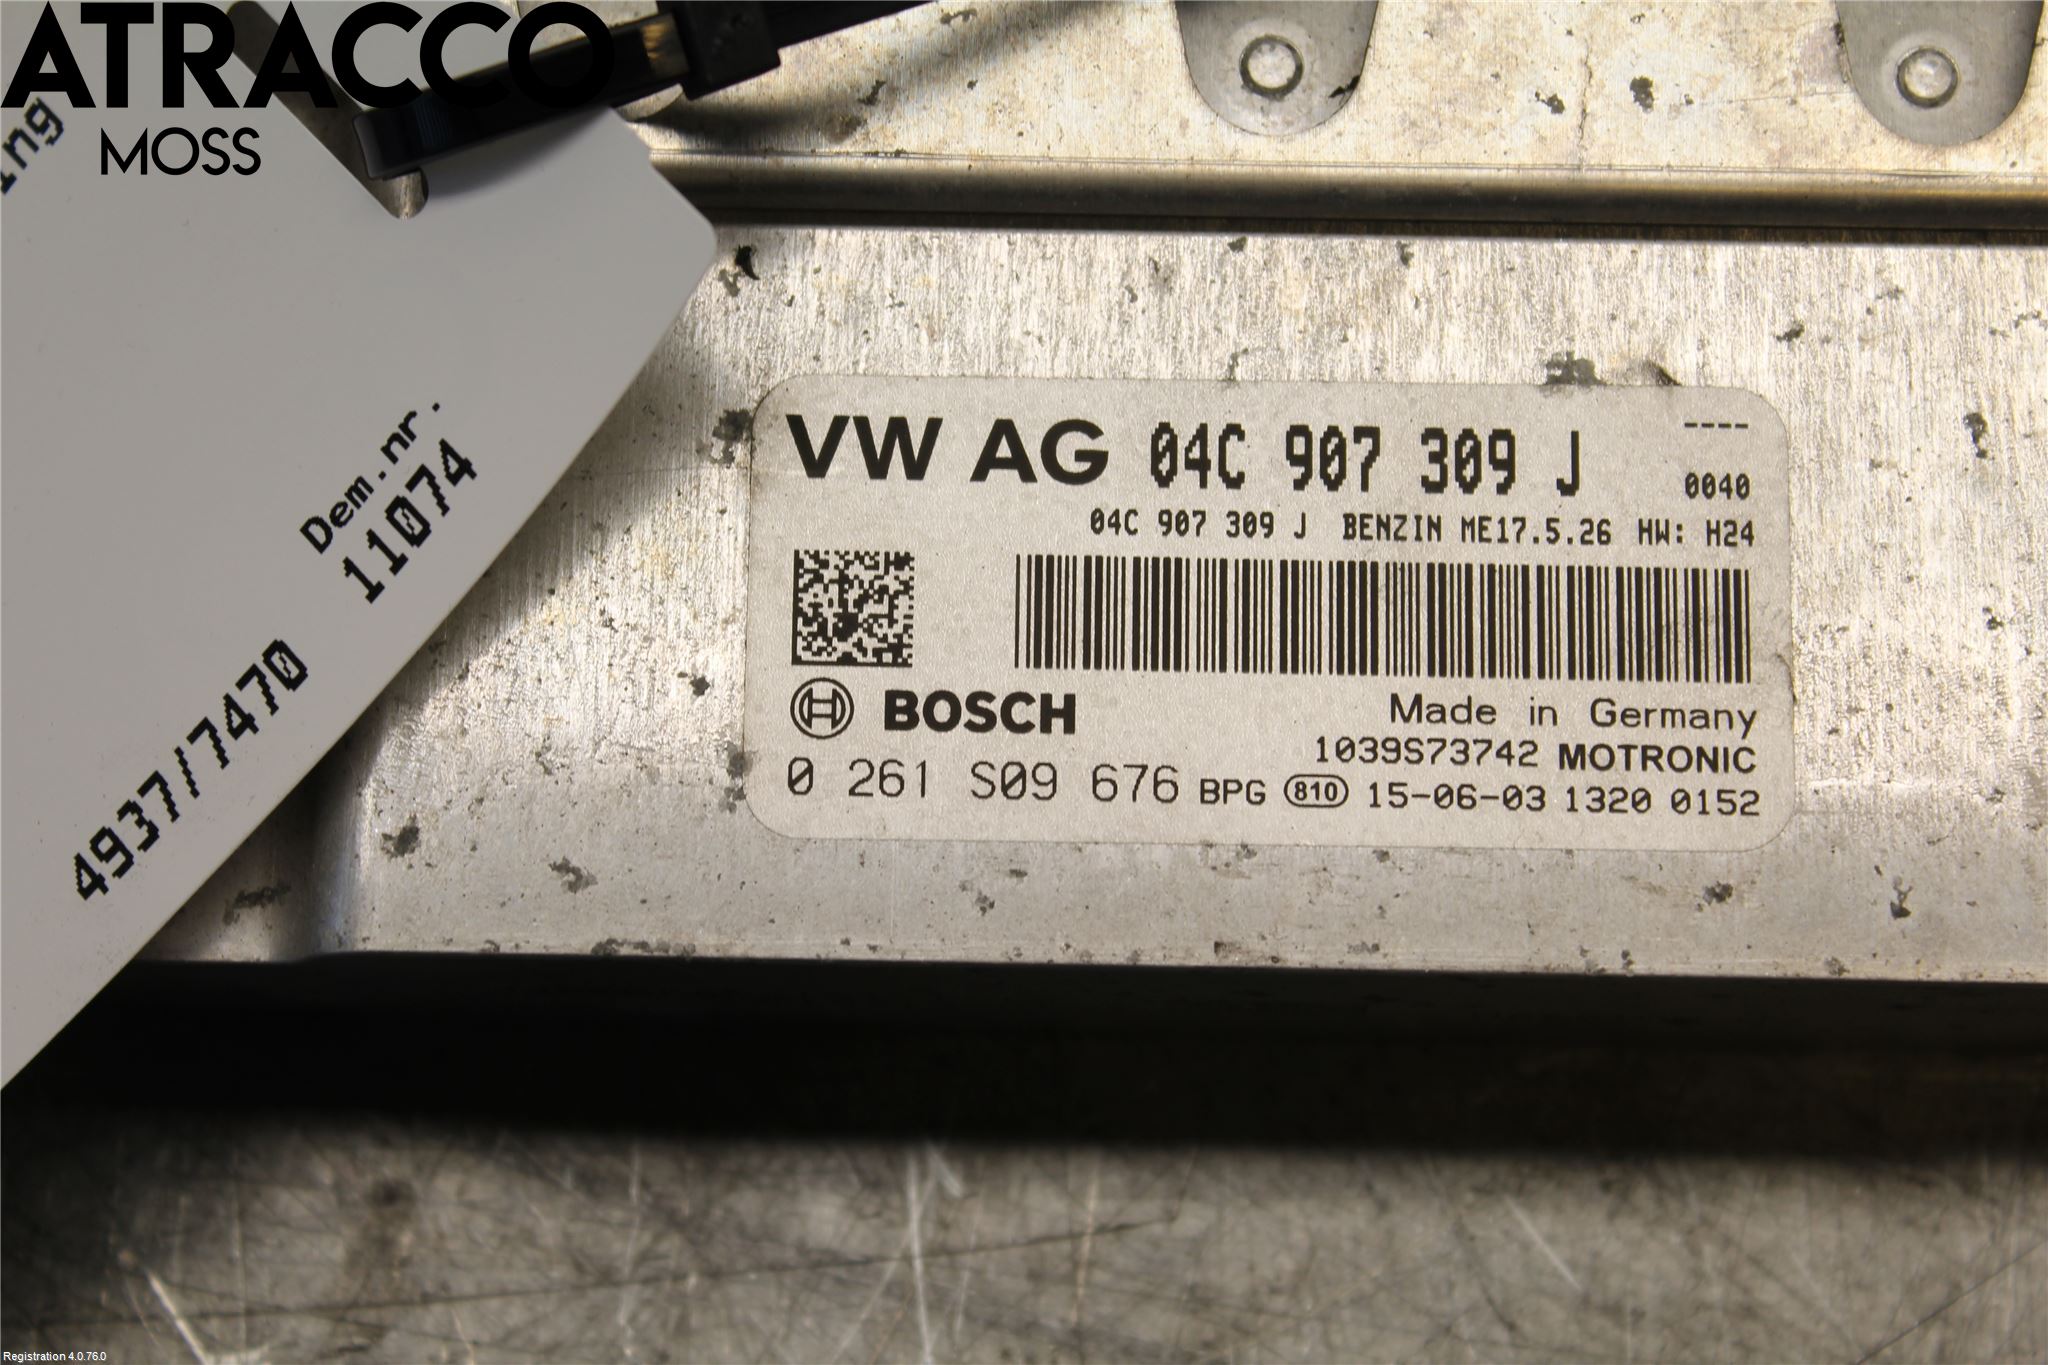 ATRACCO
MOSS
ing
Dem.nr.
11074
4937/7470
VW AG 04C 907 309 J ----
0040
04C 907 309 J BENZIN ME17.5.26 HW: H24
BOSCH
Made in Germany
1039S73742 MOTRONIC
0 261 S09 676 BPG 810 15-06-03 1320 0152
Registration 4.0.76.0